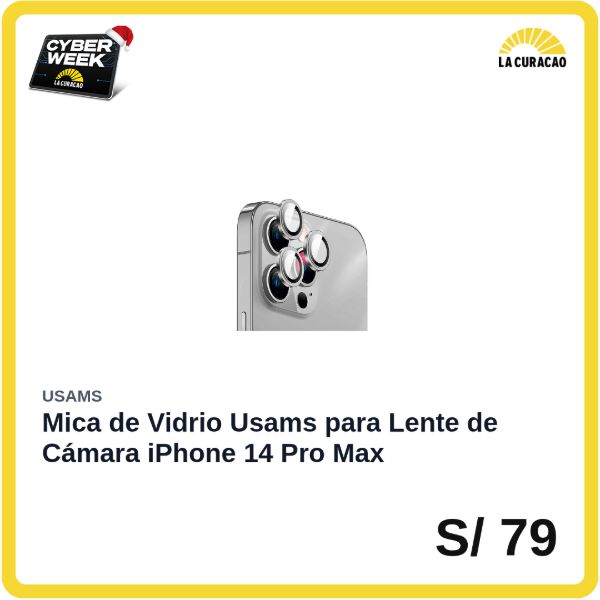 CYBER
WEEK
LA CURACAO
LA CURACAO
USAMS
Mica de Vidrio Usams para Lente de
Cámara iPhone 14 Pro Max
S/ 79